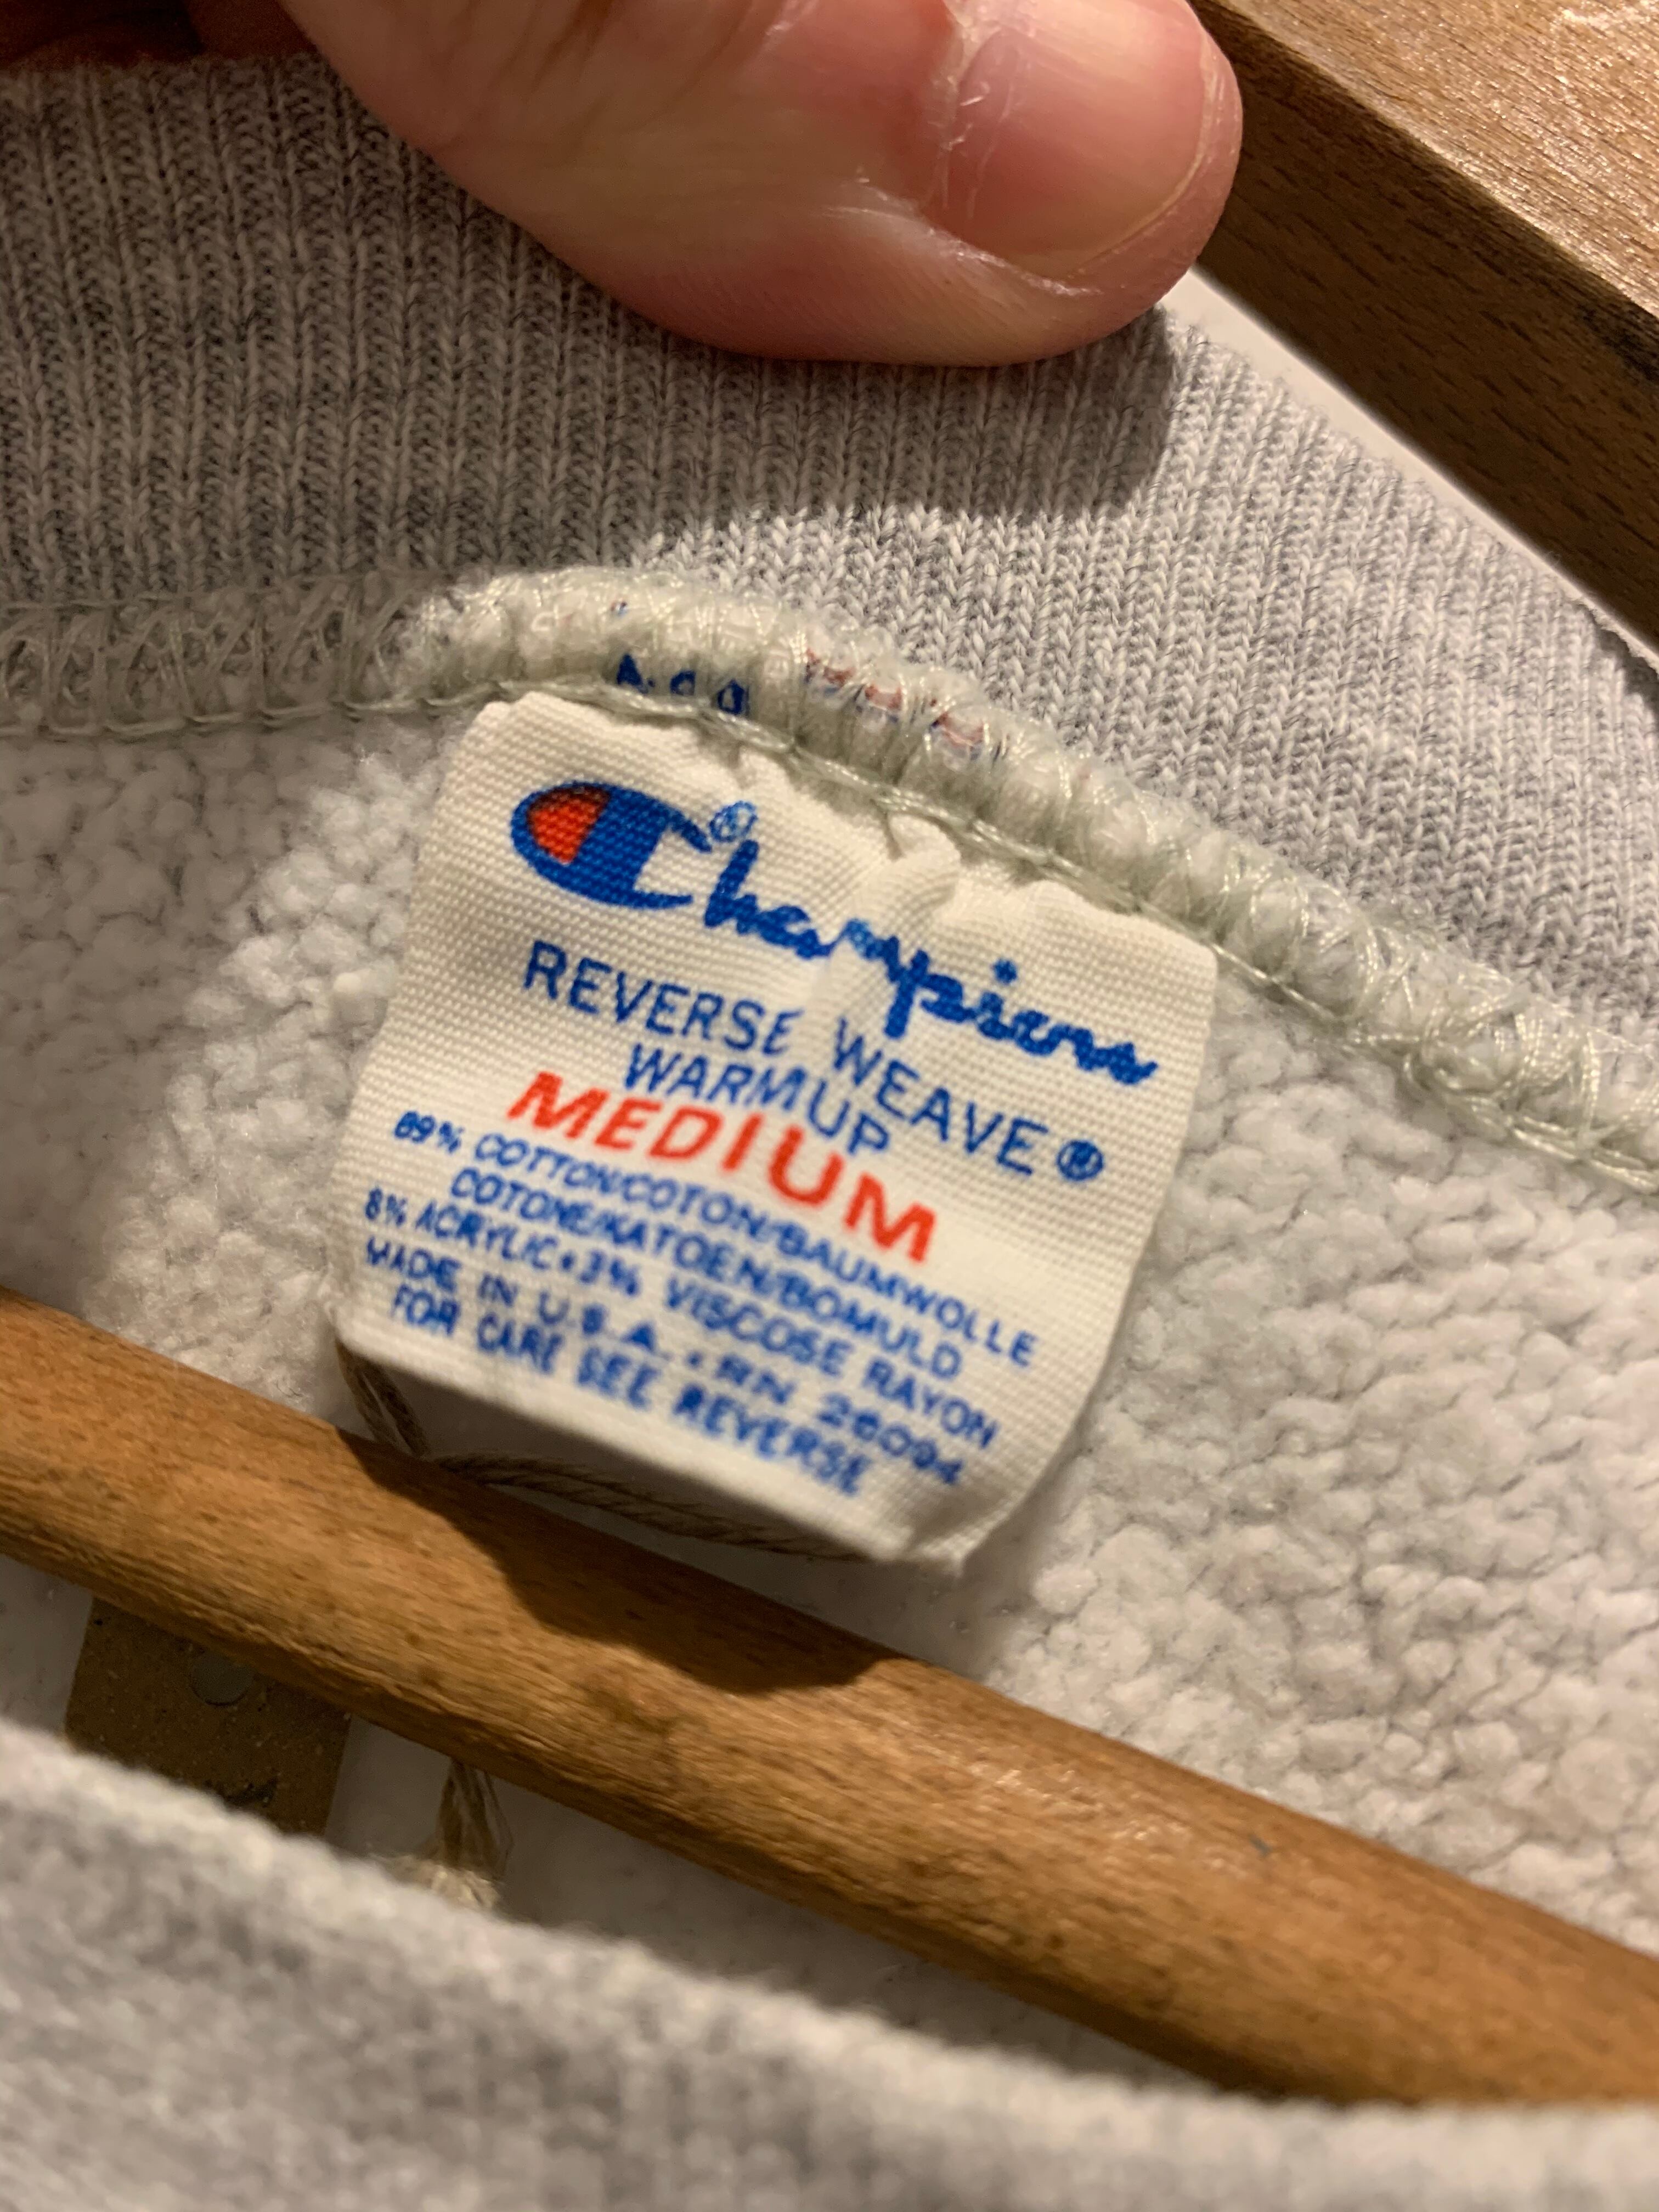 Champion®
REVERSE WEAVE®
WARMUP
MEDIUM
89% COTTON/COTON/BAUMWOLLE
COTONE/KATOEN/BOMULD
8% ACRYLIC•3% VISCOSE RAYON
MADE IN U.S.A. • RN 26094
FOR CARE SEE REVERSE